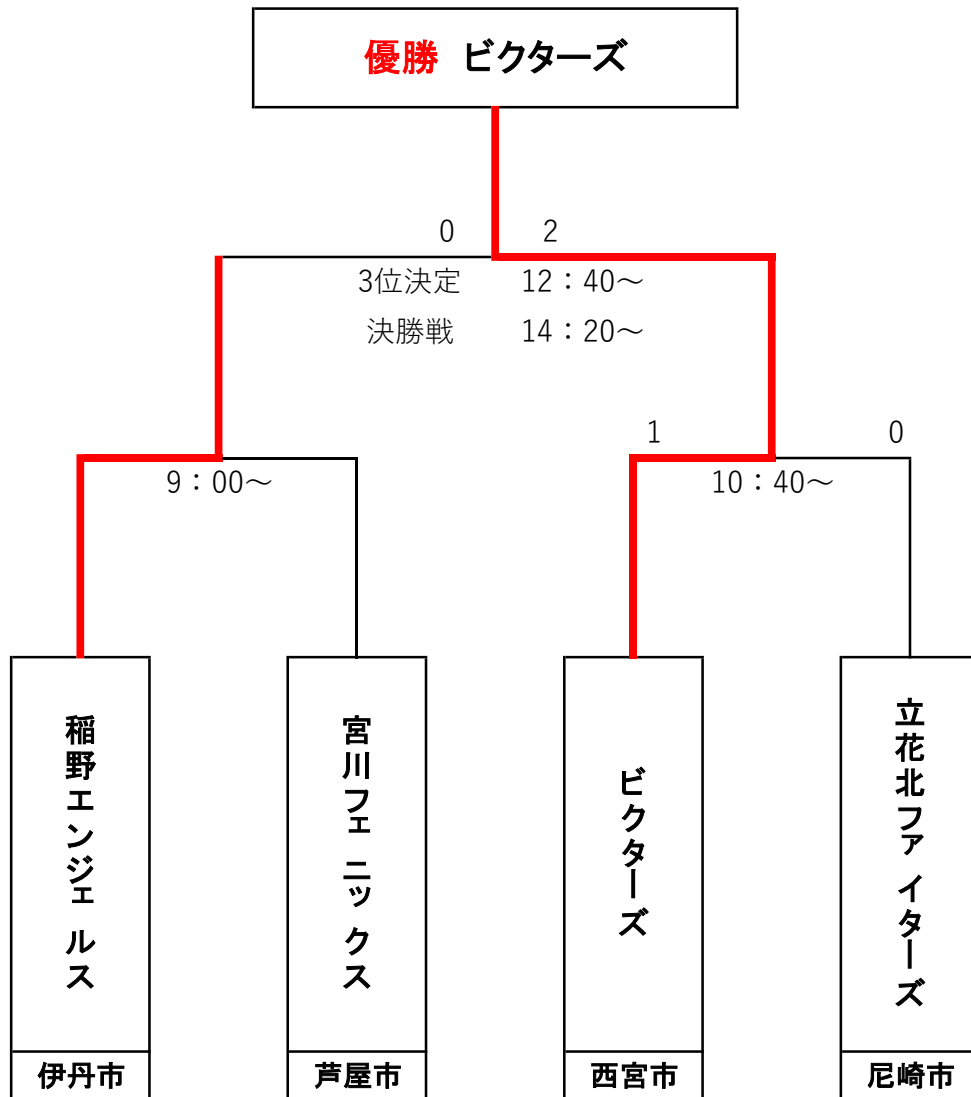 優勝 ビクターズ
0 2
3位決定 12：40～
決勝戦 14：20～
1 0
9：00～ 10：40～
稲野エンジェルス
宮川フェニックス
ビクターズ
立花北ファイターズ
伊丹市 芦屋市 西宮市 尼崎市